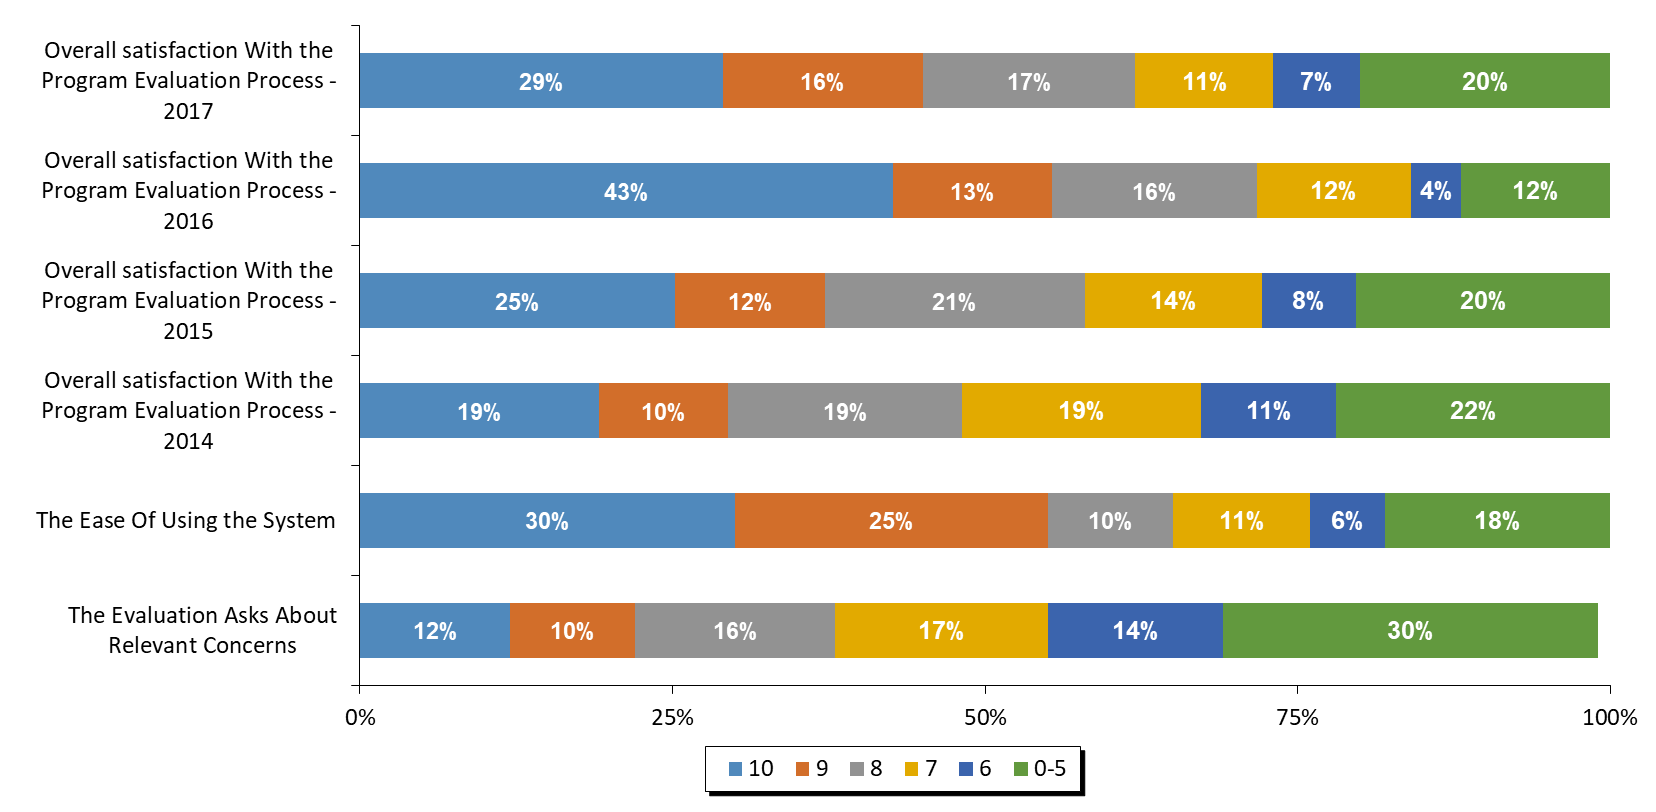 Overall satisfaction With the
Program Evaluation Process -
2017
29% 16% 17% 11% 7% 20%
Overall satisfaction With the
Program Evaluation Process -
2016
43% 13% 16% 12% 4% 12%
Overall satisfaction With the
Program Evaluation Process -
2015
25% 12% 21% 14% 8% 20%
Overall satisfaction With the
Program Evaluation Process -
2014
19% 10% 19% 19% 11% 22%
The Ease Of Using the System
30% 25% 10% 11% 6% 18%
The Evaluation Asks About
Relevant Concerns
12% 10% 16% 17% 14% 30%
0% 25% 50% 75% 100%
10 9 8 7 6 0-5